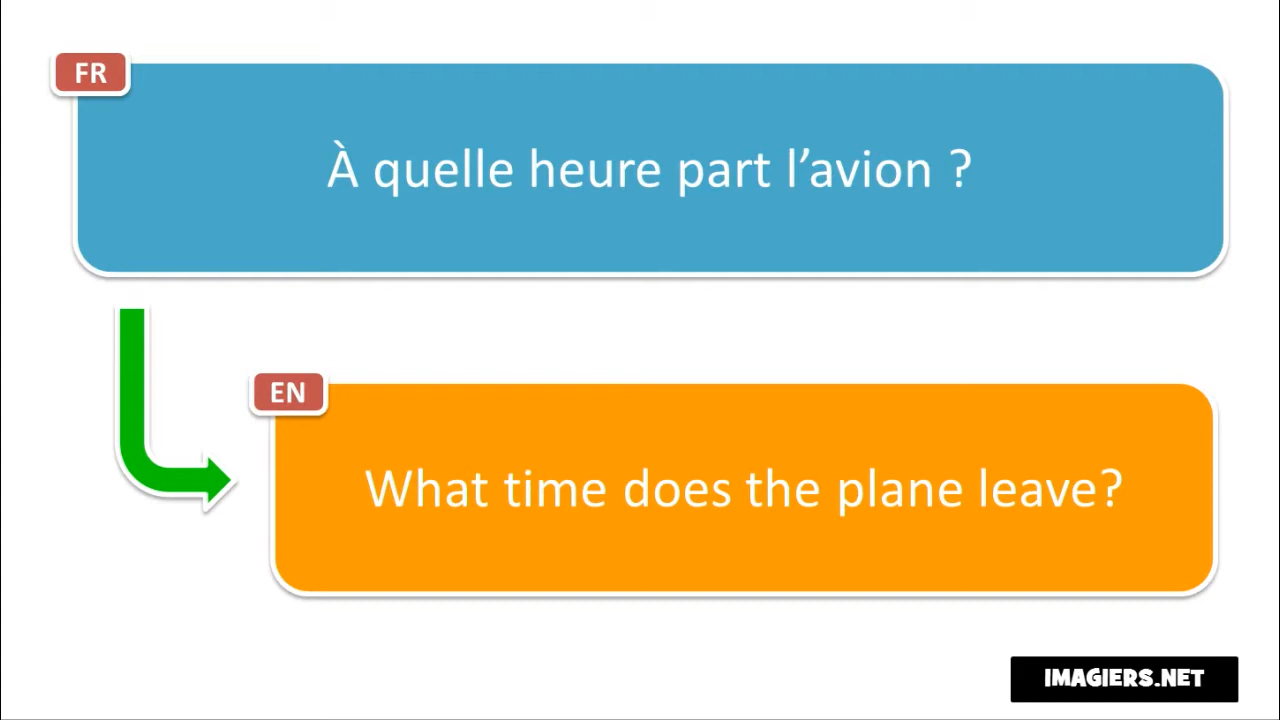 FR
À quelle heure part l’avion ?
EN
What time does the plane leave?
IMAGIERS.NET